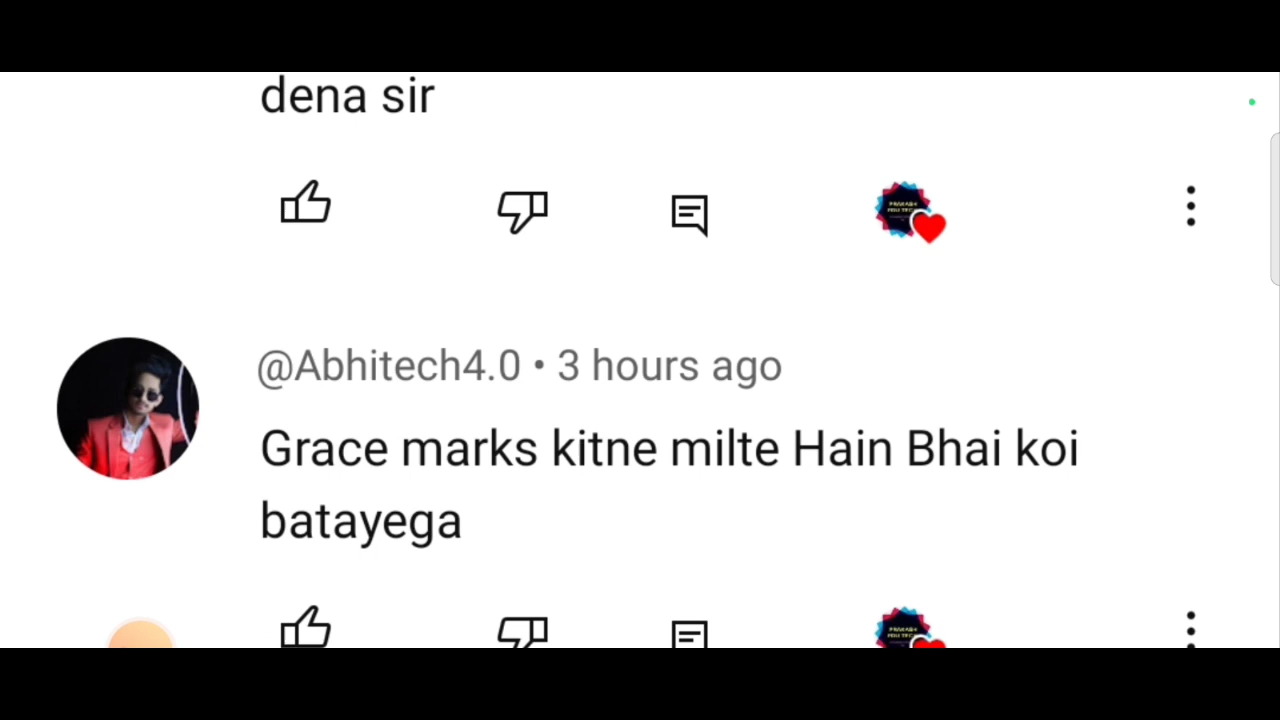 dena sir
@Abhitech4.0 • 3 hours ago
Grace marks kitne milte Hain Bhai koi
batayega